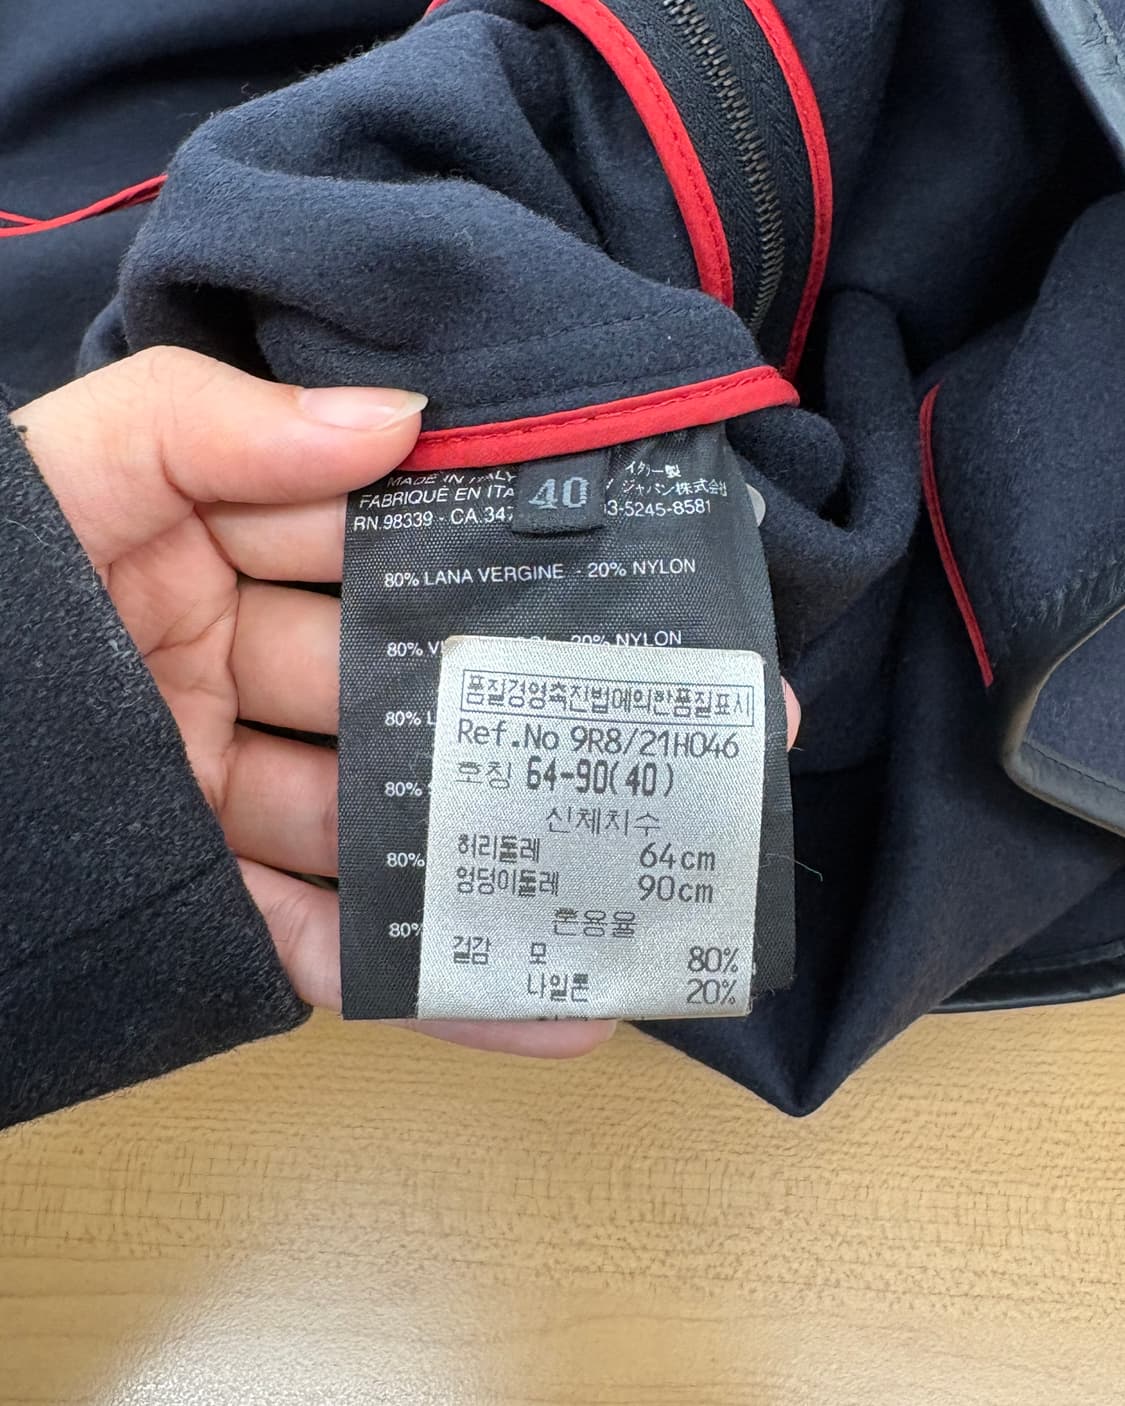 MADE IN ITALY
イタリー製
FABRIQUÉ EN ITA
40
ジャパン株式会社
RN.98339 - CA.347
3-5245-8581
80% LANA VERGINE - 20% NYLON
80% V 20% NYLON
80% L
80%
80%
80%
품질경영촉진법에의한품질표시
Ref.No 9R8/21H046
호칭 64-90(40)
신체치수
허리둘레 64cm
엉덩이둘레 90cm
혼용율
겉감 모 80%
나일론 20%